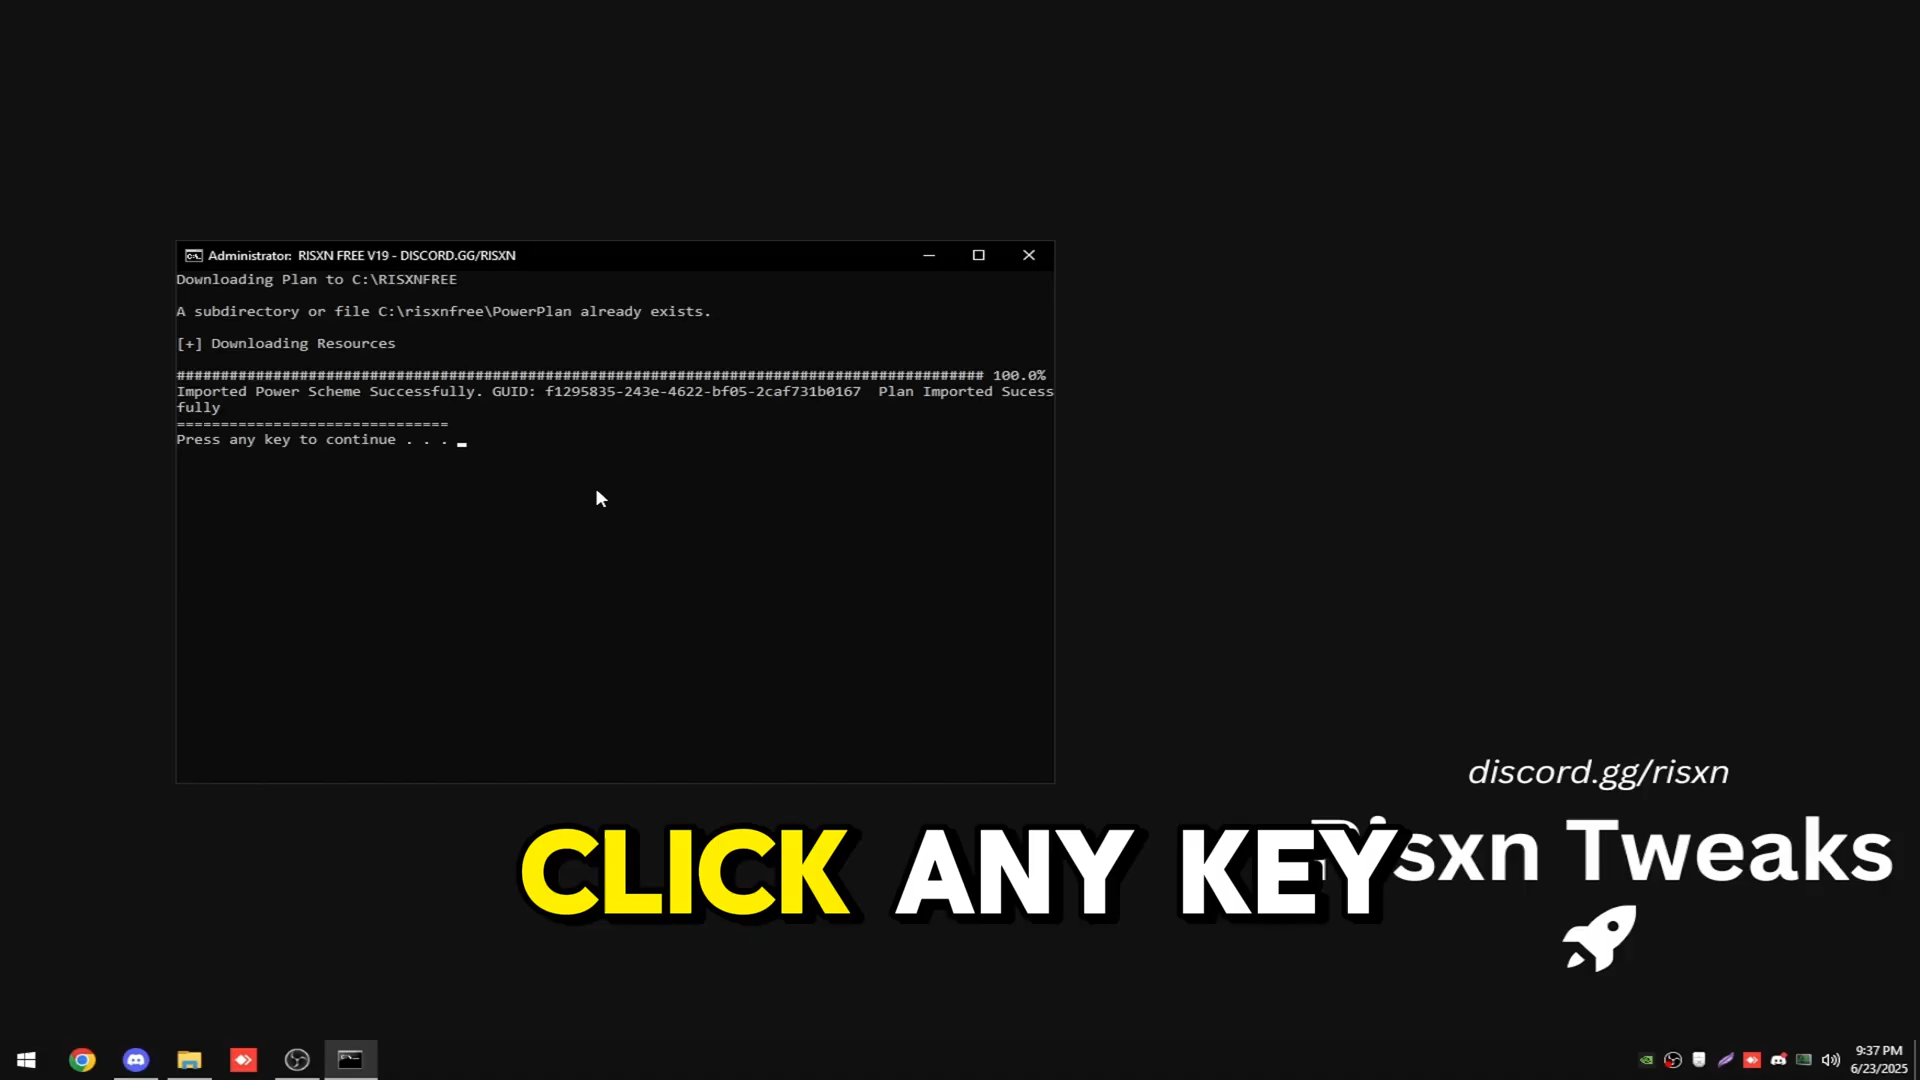 Administrator: RISXN FREE V19 - DISCORD.GG/RISXN
Downloading Plan to C:\RISXNFREE
A subdirectory or file C:\risxnfree\PowerPlan already exists.
[+] Downloading Resources
############################################################################################ 100.0%
Imported Power Scheme Successfully. GUID: f1295835-243e-4622-bf05-2caf731b0167  Plan Imported Sucess
fully
===============================
Press any key to continue . . .
discord.gg/risxn
Risxn Tweaks
CLICK ANY KEY
9:37 PM
6/23/2025